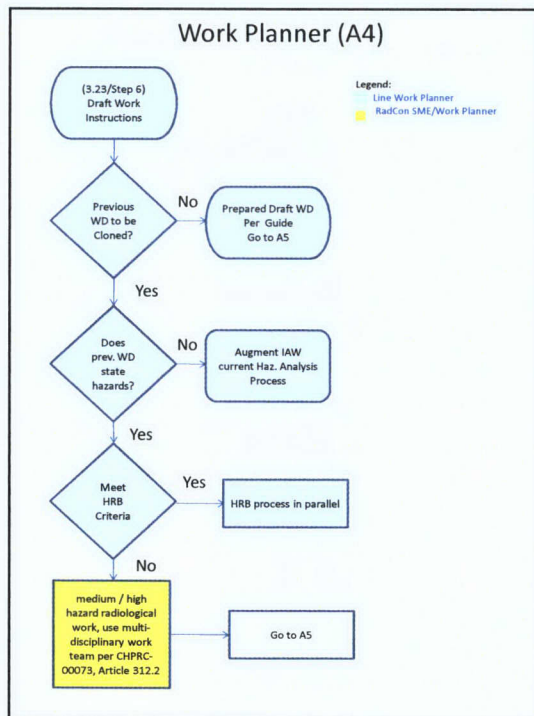 Work Planner (A4)
Legend:
Line Work Planner
RadCon SME/Work Planner
(3.23/Step 6)
Draft Work
Instructions
Previous
WD to be
Cloned?
No
Prepared Draft WD
Per Guide
Go to A5
Yes
Does
prev. WD
state
hazards?
No
Augment IAW
current Haz. Analysis
Process
Yes
Meet
HRB
Criteria
Yes
HRB process in parallel
No
medium / high
hazard radiological
work, use multi-
disciplinary work
team per CHPRC-
00073, Article 312.2
Go to A5